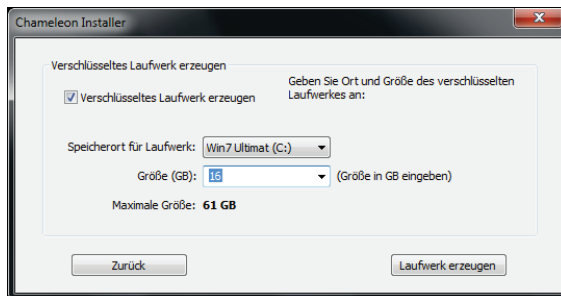 Chameleon Installer
Verschlüsseltes Laufwerk erzeugen
Verschlüsseltes Laufwerk erzeugen
Geben Sie Ort und Größe des verschlüsselten
Laufwerkes an:
Speicherort für Laufwerk: Win7 Ultimat (C:)
Größe (GB): 16 (Größe in GB eingeben)
Maximale Größe: 61 GB
Zurück
Laufwerk erzeugen